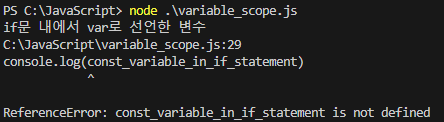 PS C:\JavaScript> node .\variable_scope.js
if문 내에서 var로 선언한 변수
C:\JavaScript\variable_scope.js:29
console.log(const_variable_in_if_statement)
^
ReferenceError: const_variable_in_if_statement is not defined